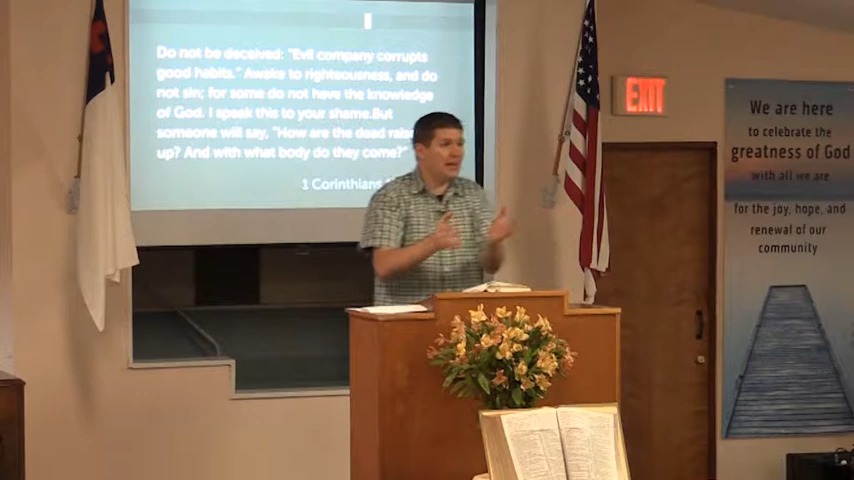 Do not be deceived: "Evil company corrupts
good habits." Awake to righteousness, and do
not sin; for some do not have the knowledge
of God. I speak this to your shame.But
someone will say, "How are the dead raised
up? And with what body do they come?"
1 Corinthians
EXIT
We are HERE
to celebrate the
greatness of God
with all we are
for the joy, hope, and
renewal of our
community.